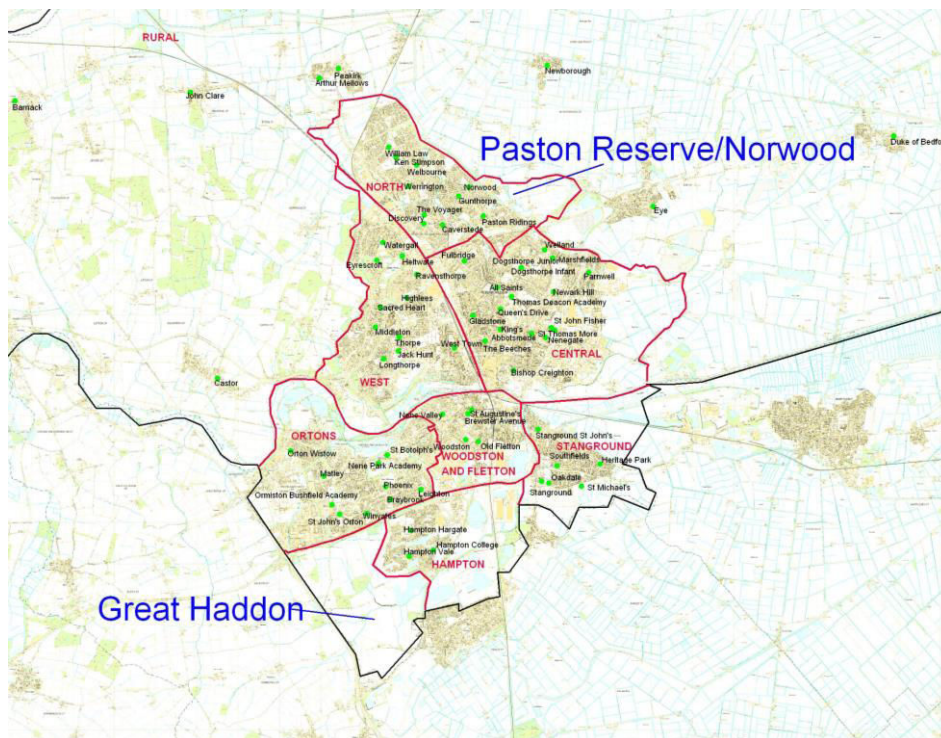 RURAL
Peakirk
Arthur Mellows
Newborough
John Clare
Barnack
Duke of Bedfo
Paston Reserve/Norwood
William Law
Ken Stimpson
Welbourne
NORTH
Werrington
Norwood
Gunthorpe
The Voyager
Discovery
Paston Ridings
Caverstede
Eye
Watergall
Heltwate
Eyrescroft
Ravensthorpe
Fulbridge
Welland
Dogsthorpe Junior
Marshfields
Dogsthorpe Infant
Parnwell
All Saints
Newark Hill
Highlees
Thomas Deacon Academy
Sacred Heart
Queen's Drive
Gladstone
St John Fisher
Middleton
King's
Abbotsmede
St Thomas More
Thorpe
Nenegate
West Town
The Beeches
Jack Hunt
CENTRAL
Longthorpe
Bishop Creighton
Castor
WEST
Nene Valley
St Augustine's
Brewster Avenue
ORTONS
Stanground St John's
Woodston
Old Fletton
STANGROUND
Orton Wistow
St Botolph's
WOODSTON
AND FLETTON
Southfields
Heritage Park
Nene Park Academy
Matley
Oakdale
Phoenix
Leighton
Stanground
St Michael's
Ormiston Bushfield Academy
Braybrook
St John's Orton
Winyates
Hampton Hargate
Hampton College
Hampton Vale
HAMPTON
Great Haddon